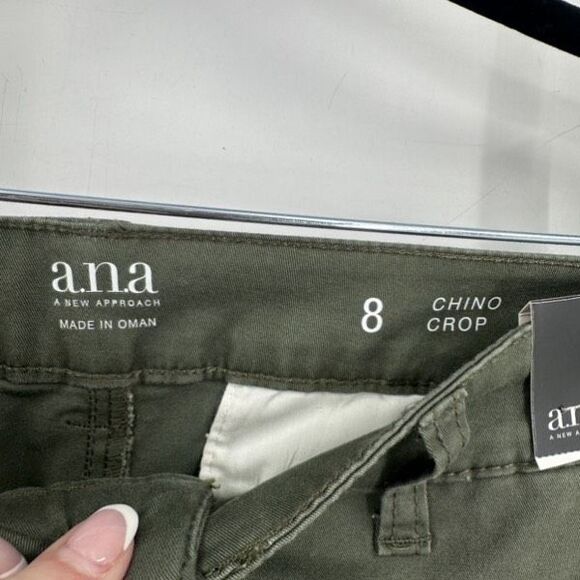 a.n.a
A NEW APPROACH
MADE IN OMAN
8
CHINO
CROP
a.n.
A NEW A